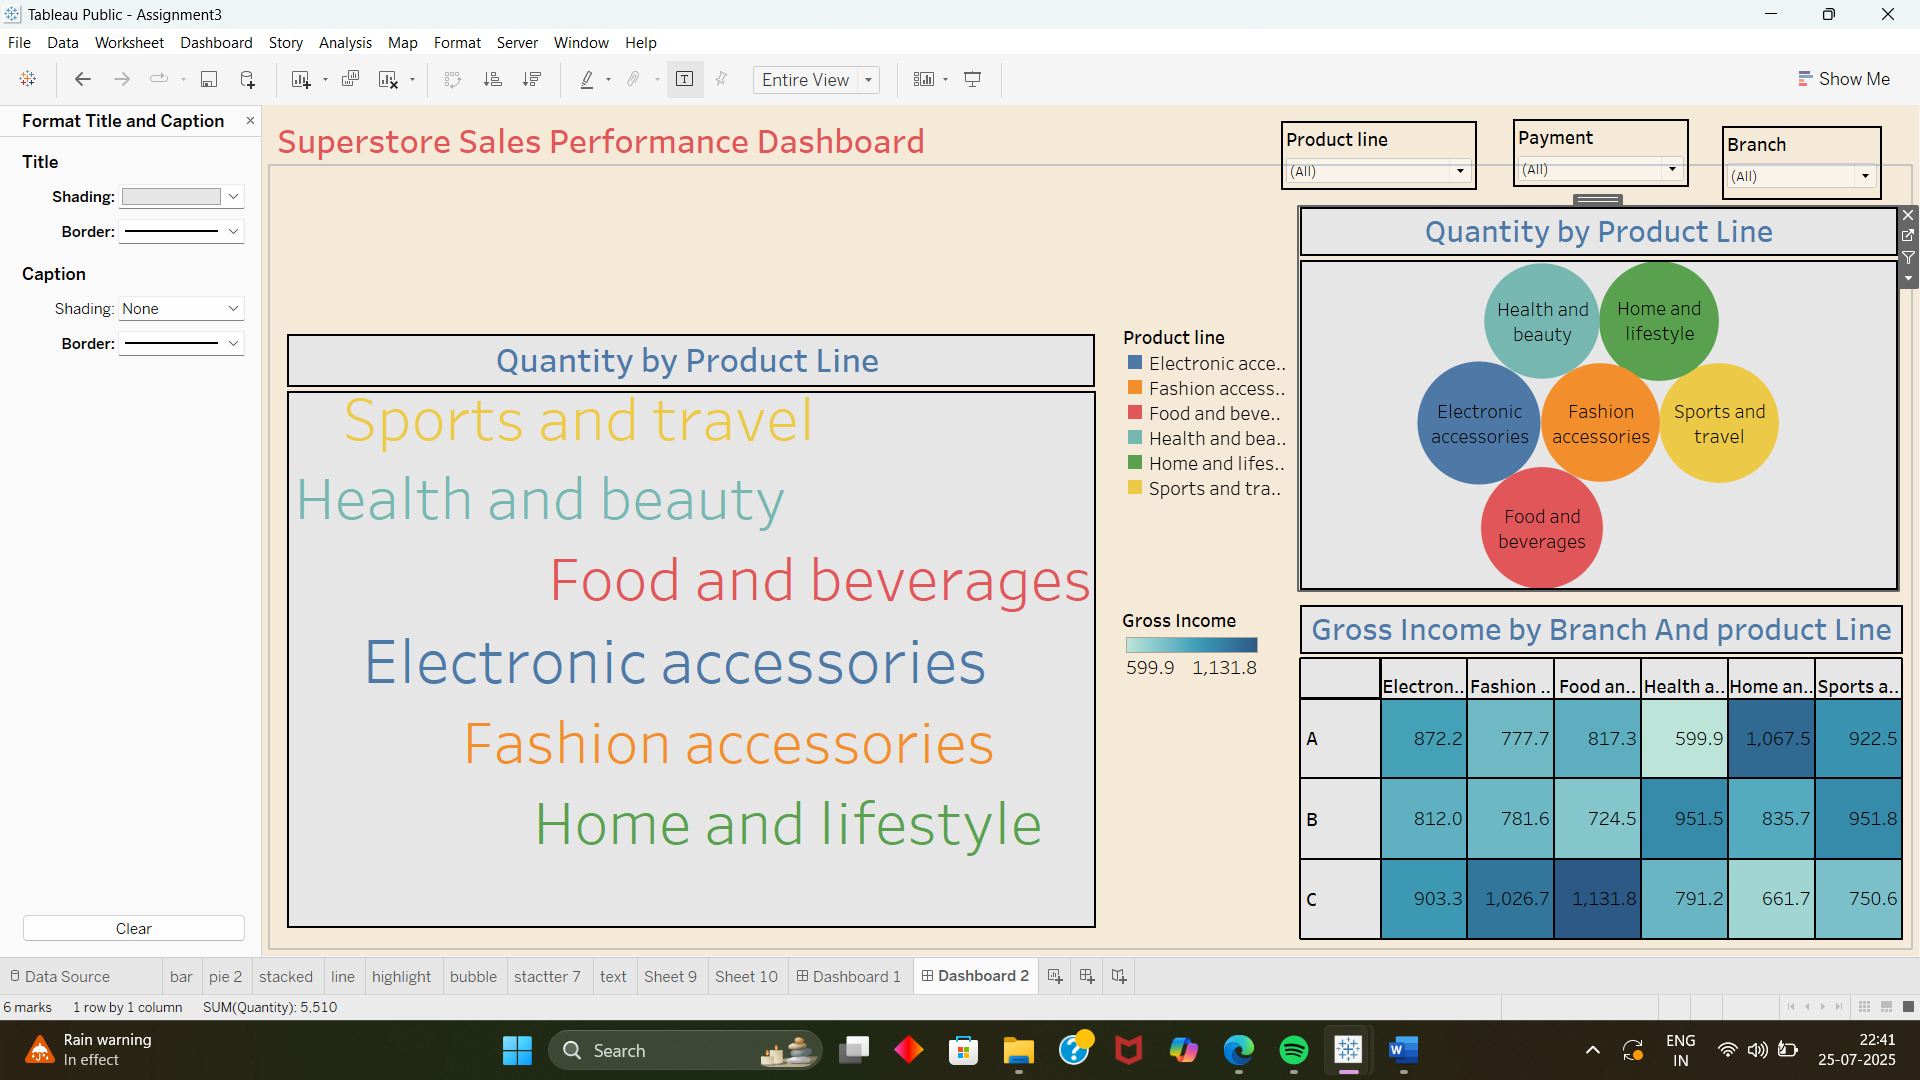 Tableau Public - Assignment3
File Data Worksheet Dashboard Story Analysis Map Format Server Window Help
Entire View
Show Me
Format Title and Caption
Title
Shading:
Border:
Caption
Shading: None
Border:
Clear
Superstore Sales Performance Dashboard
Product line
(All)
Payment
(All)
Branch
(All)
Quantity by Product Line
Sports and travel
Health and beauty
Food and beverages
Electronic accessories
Fashion accessories
Home and lifestyle
Product line
Electronic acce..
Fashion access..
Food and beve..
Health and bea..
Home and lifes..
Sports and tra..
Gross Income
599.9 1,131.8
Quantity by Product Line
Health and
beauty
Home and
lifestyle
Electronic
accessories
Fashion
accessories
Sports and
travel
Food and
beverages
Gross Income by Branch And product Line
Electron.. Fashion .. Food an.. Health a.. Home an.. Sports a..
A 872.2 777.7 817.3 599.9 1,067.5 922.5
B 812.0 781.6 724.5 951.5 835.7 951.8
C 903.3 1,026.7 1,131.8 791.2 661.7 750.6
Data Source bar pie 2 stacked line highlight bubble stactter 7 text Sheet 9 Sheet 10 Dashboard 1 Dashboard 2
6 marks 1 row by 1 column SUM(Quantity): 5,510
Rain warning
In effect
Search
ENG
IN
22:41
25-07-2025